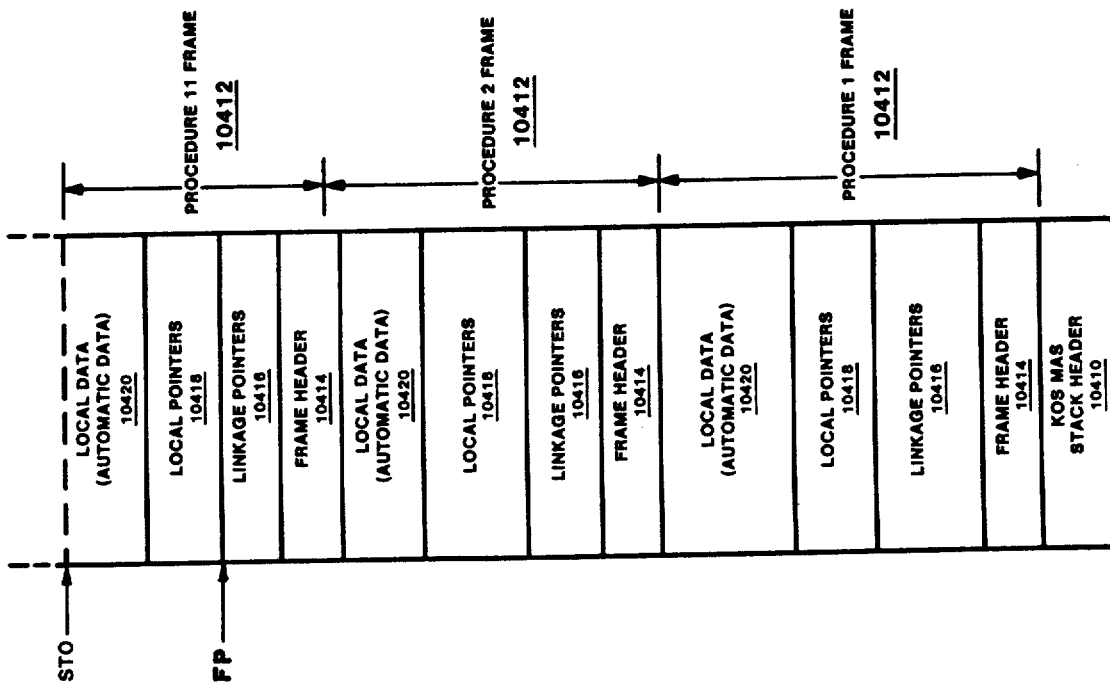 STO
FP
LOCAL DATA
(AUTOMATIC DATA)
10420
LOCAL POINTERS
10418
LINKAGE POINTERS
10416
FRAME HEADER
10414
PROCEDURE 11 FRAME
10412
LOCAL DATA
(AUTOMATIC DATA)
10420
LOCAL POINTERS
10418
LINKAGE POINTERS
10416
FRAME HEADER
10414
PROCEDURE 2 FRAME
10412
LOCAL DATA
(AUTOMATIC DATA)
10420
LOCAL POINTERS
10418
LINKAGE POINTERS
10416
FRAME HEADER
10414
PROCEDURE 1 FRAME
10412
KOS MAS
STACK HEADER
10410